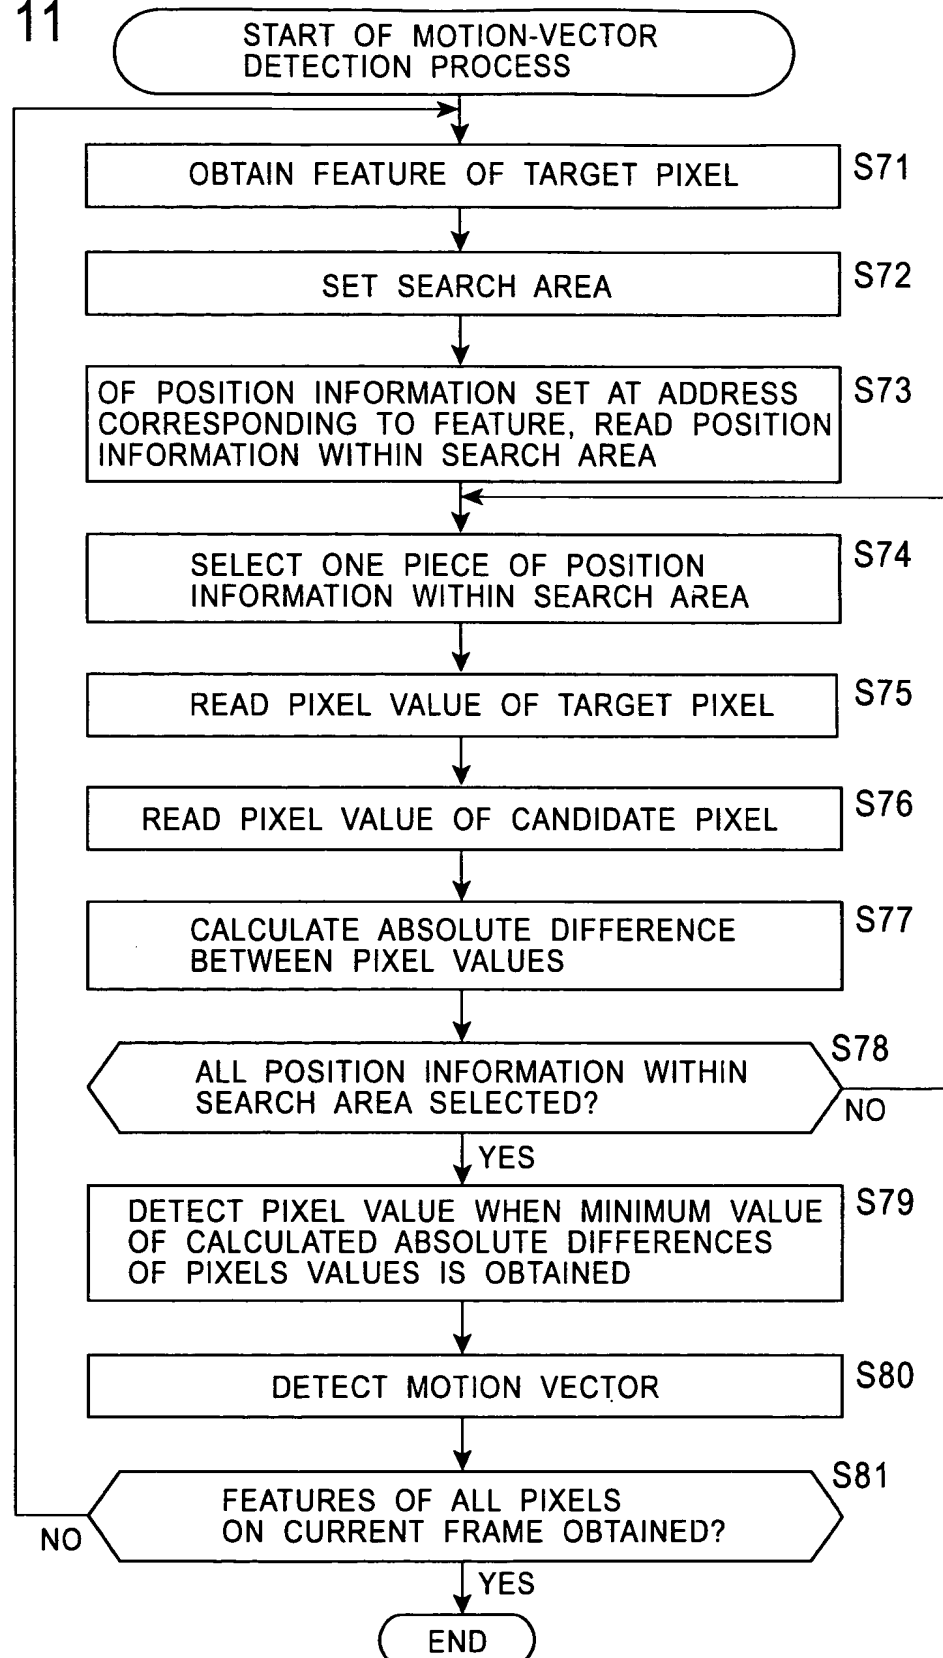 11
START OF MOTION-VECTOR
DETECTION PROCESS
OBTAIN FEATURE OF TARGET PIXEL
S71
SET SEARCH AREA
S72
OF POSITION INFORMATION SET AT ADDRESS
CORRESPONDING TO FEATURE, READ POSITION
INFORMATION WITHIN SEARCH AREA
S73
SELECT ONE PIECE OF POSITION
INFORMATION WITHIN SEARCH AREA
S74
READ PIXEL VALUE OF TARGET PIXEL
S75
READ PIXEL VALUE OF CANDIDATE PIXEL
S76
CALCULATE ABSOLUTE DIFFERENCE
BETWEEN PIXEL VALUES
S77
ALL POSITION INFORMATION WITHIN
SEARCH AREA SELECTED?
S78
NO
YES
DETECT PIXEL VALUE WHEN MINIMUM VALUE
OF CALCULATED ABSOLUTE DIFFERENCES
OF PIXELS VALUES IS OBTAINED
S79
DETECT MOTION VECTOR
S80
FEATURES OF ALL PIXELS
ON CURRENT FRAME OBTAINED?
S81
NO
YES
END